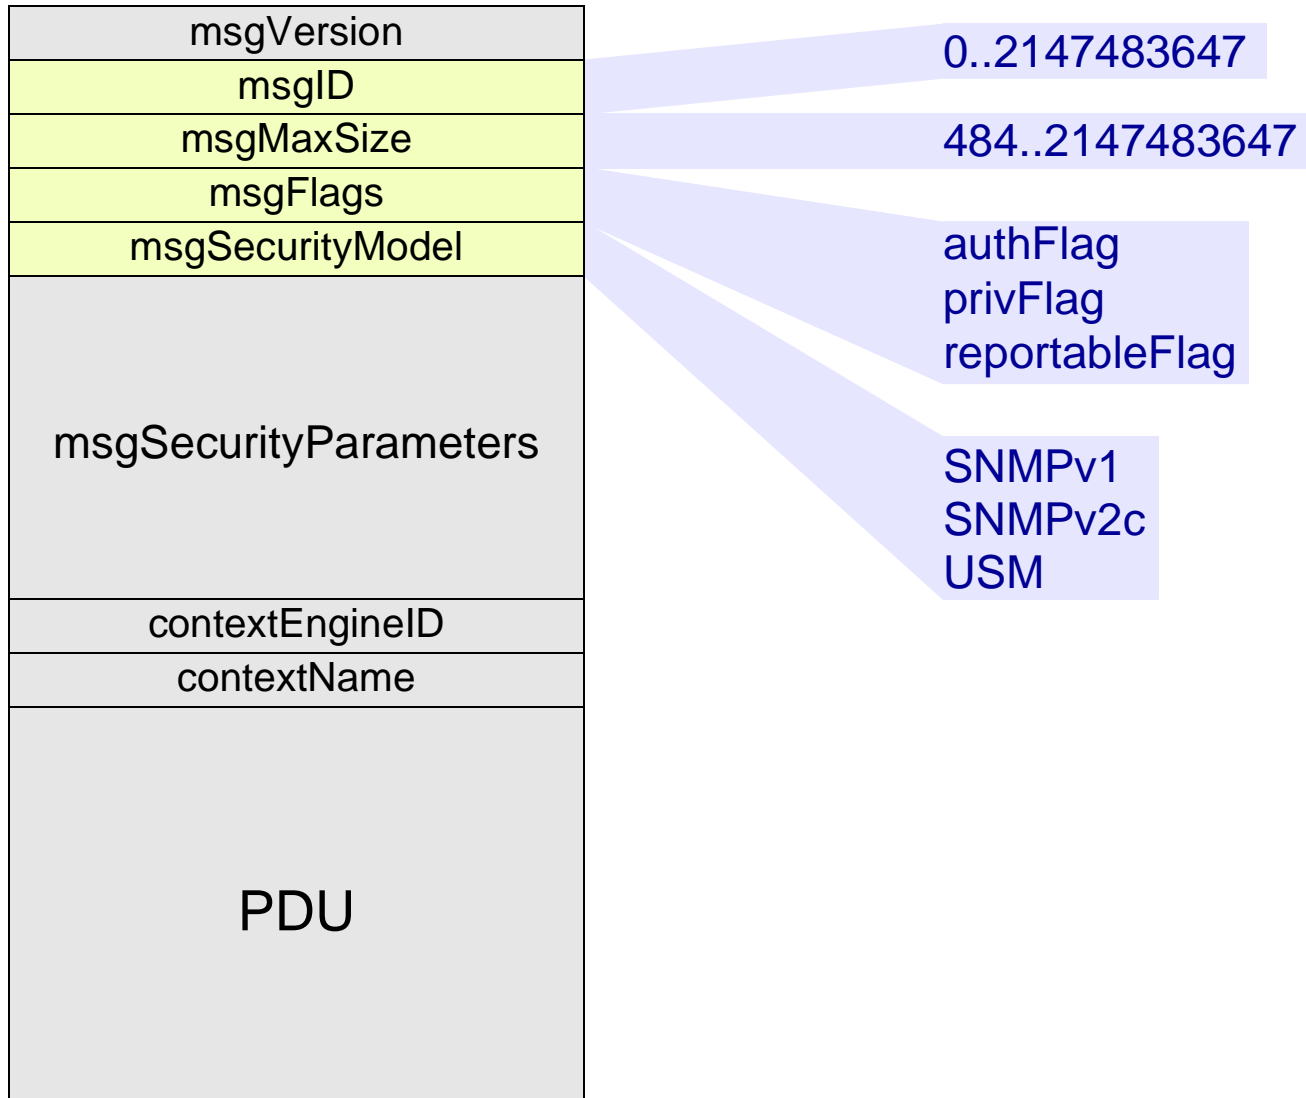 msgVersion
msgID
msgMaxSize
msgFlags
msgSecurityModel
msgSecurityParameters
contextEngineID
contextName
PDU
0..2147483647
484..2147483647
authFlag
privFlag
reportableFlag
SNMPv1
SNMPv2c
USM